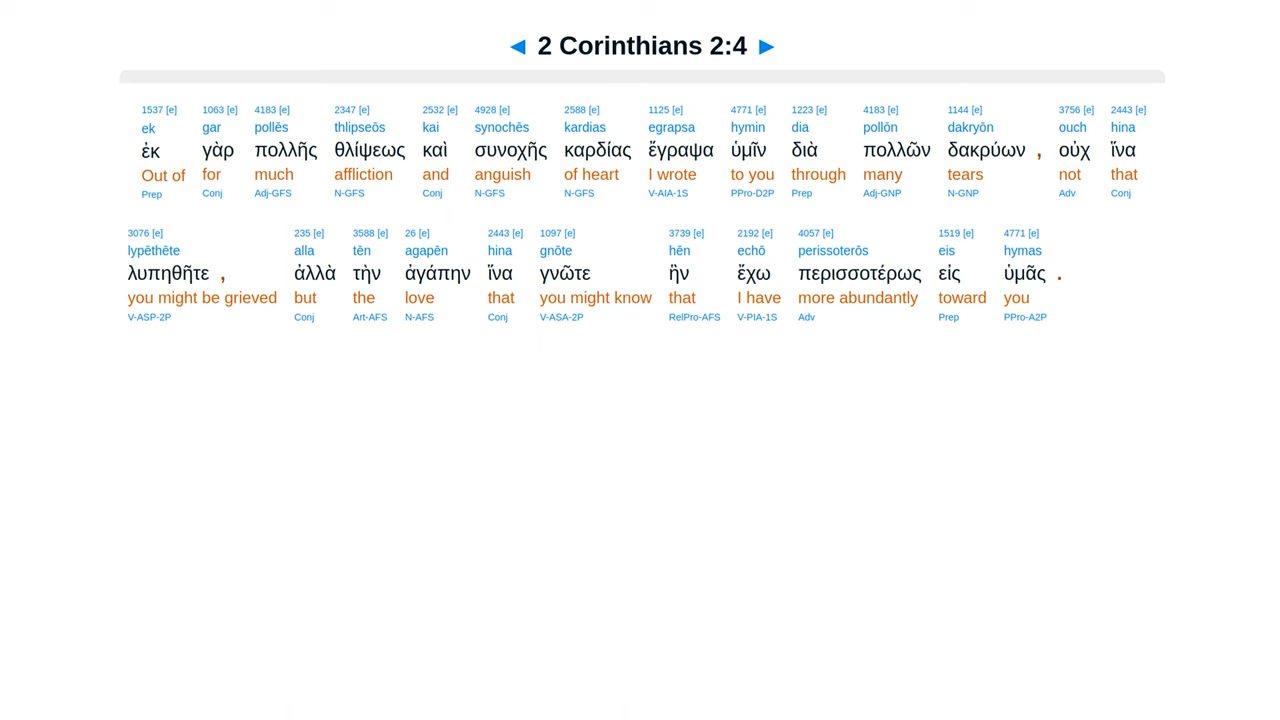 ◄ 2 Corinthians 2:4 ►
1537 [e] 1063 [e] 4183 [e] 2347 [e] 2532 [e] 4928 [e] 2588 [e] 1125 [e] 4771 [e] 1223 [e] 4183 [e] 1144 [e] 3756 [e] 2443 [e]
ek gar pollēs thlipseōs kai synochēs kardias egrapsa hymin dia pollōn dakryōn ouch hina
ἐκ γὰρ πολλῆς θλίψεως καὶ συνοχῆς καρδίας ἔγραψα ὑμῖν διὰ πολλῶν δακρύων , οὐχ ἵνα
Out of for much affliction and anguish of heart I wrote to you through many tears not that
Prep Conj Adj-GFS N-GFS Conj N-GFS N-GFS V-AIA-1S PPro-D2P Prep Adj-GNP N-GNP Adv Conj
3076 [e] 235 [e] 3588 [e] 26 [e] 2443 [e] 1097 [e] 3739 [e] 2192 [e] 4057 [e] 1519 [e] 4771 [e]
lypēthēte alla tēn agapēn hina gnōte hēn echō perissoterōs eis hymas
λυπηθῆτε , ἀλλὰ τὴν ἀγάπην ἵνα γνῶτε ἣν ἔχω περισσοτέρως εἰς ὑμᾶς .
you might be grieved but the love that you might know that I have more abundantly toward you
V-ASP-2P Conj Art-AFS N-AFS Conj V-ASA-2P RelPro-AFS V-PIA-1S Adv Prep PPro-A2P